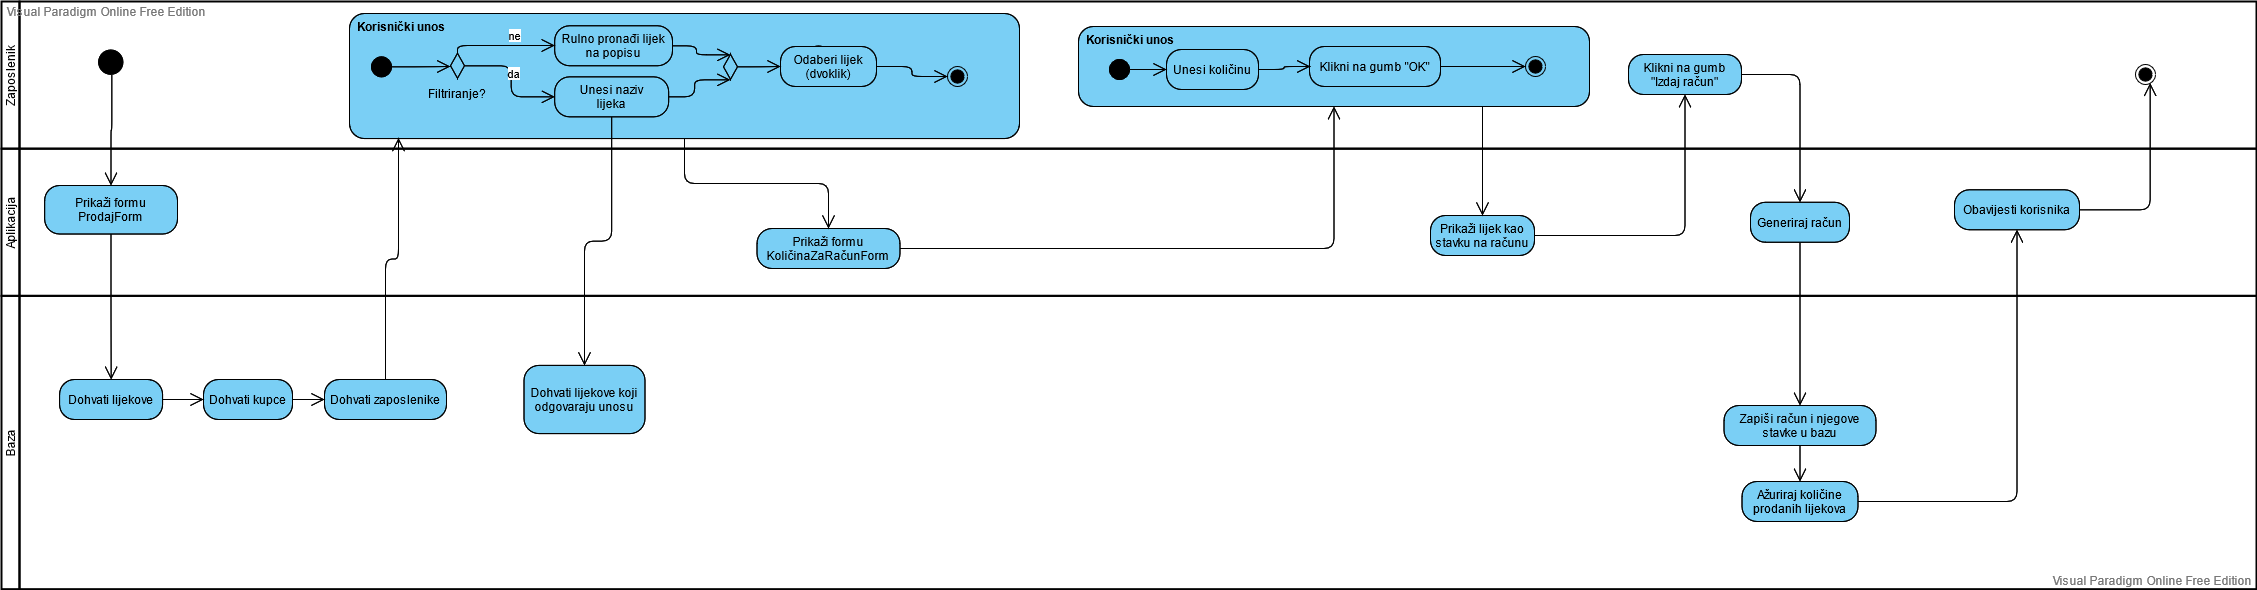 Visual Paradigm Online Free Edition
Zaposlenik
Korisnički unos
ne
da
Filtriranje?
Rulno pronađi lijek
na popisu
Unesi naziv
lijeka
Odaberi lijek
(dvoklik)
Korisnički unos
Unesi količinu
Klikni na gumb "OK"
Klikni na gumb
"Izdaj račun"
Aplikacija
Prikaži formu
ProdajForm
Prikaži formu
KoličinaZaRačunForm
Prikaži lijek kao
stavku na računu
Generiraj račun
Obavijesti korisnika
Baza
Dohvati lijekove
Dohvati kupce
Dohvati zaposlenike
Dohvati lijekove koji
odgovaraju unosu
Zapiši račun i njegove
stavke u bazu
Ažuriraj količine
prodanih lijekova
Visual Paradigm Online Free Edition